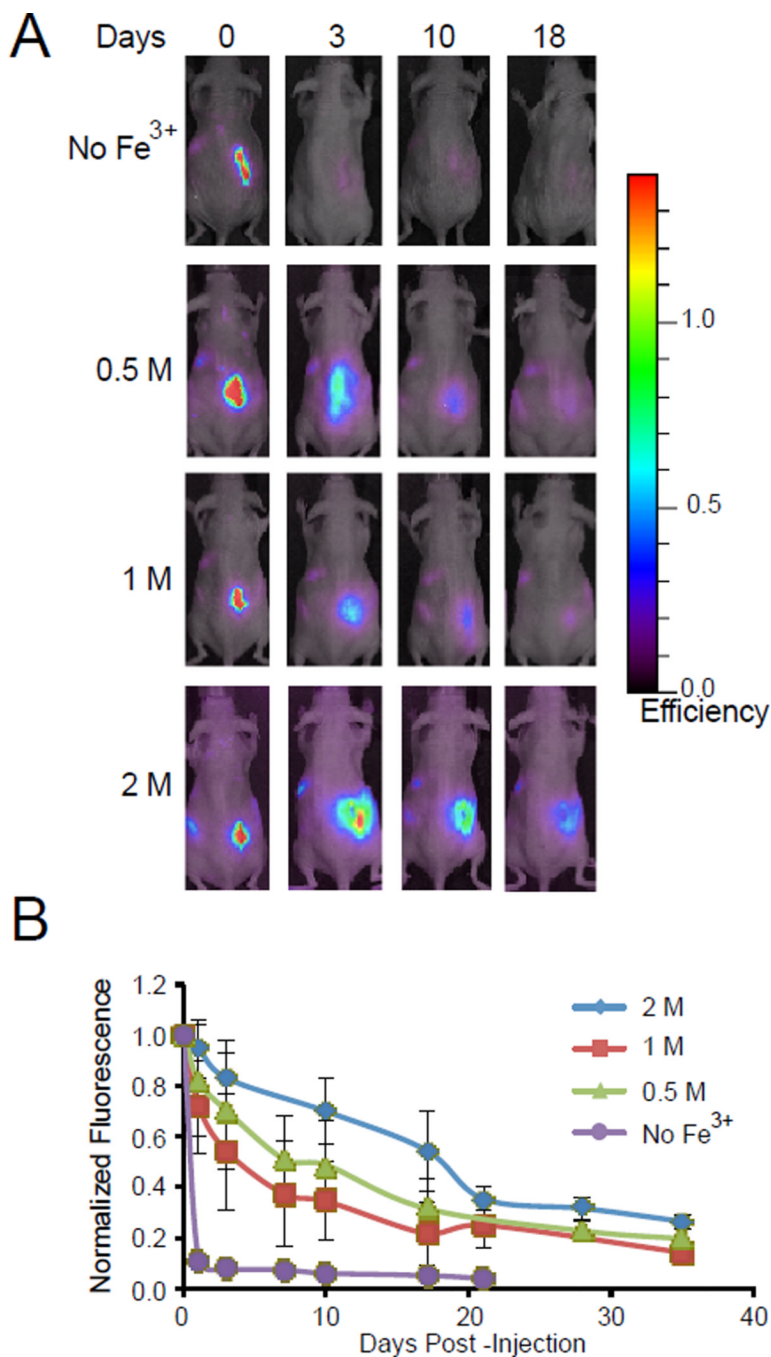 A
Days 0 3 10 18
No Fe3+
0.5 M
1 M
2 M
1.0
0.5
0.0
Efficiency
B
Normalized Fluorescence
1.2
1.0
0.8
0.6
0.4
0.2
0.0
0 10 20 30 40
Days Post -Injection
2 M
1 M
0.5 M
No Fe3+